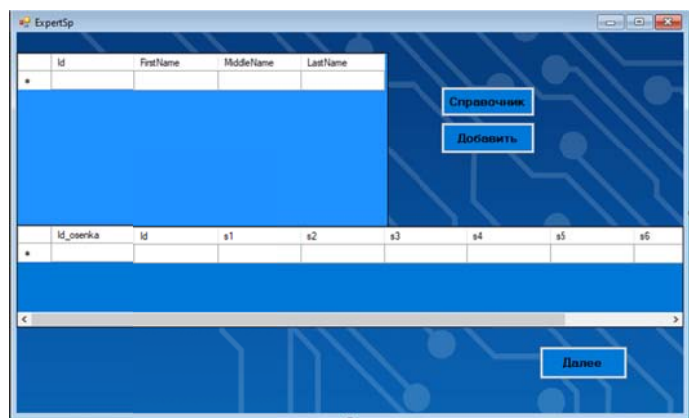 ExpertSp
Id FirstName MiddleName LastName
Справочник
Добавить
Id_osenka Id s1 s2 s3 s4 s5 s6
Далее